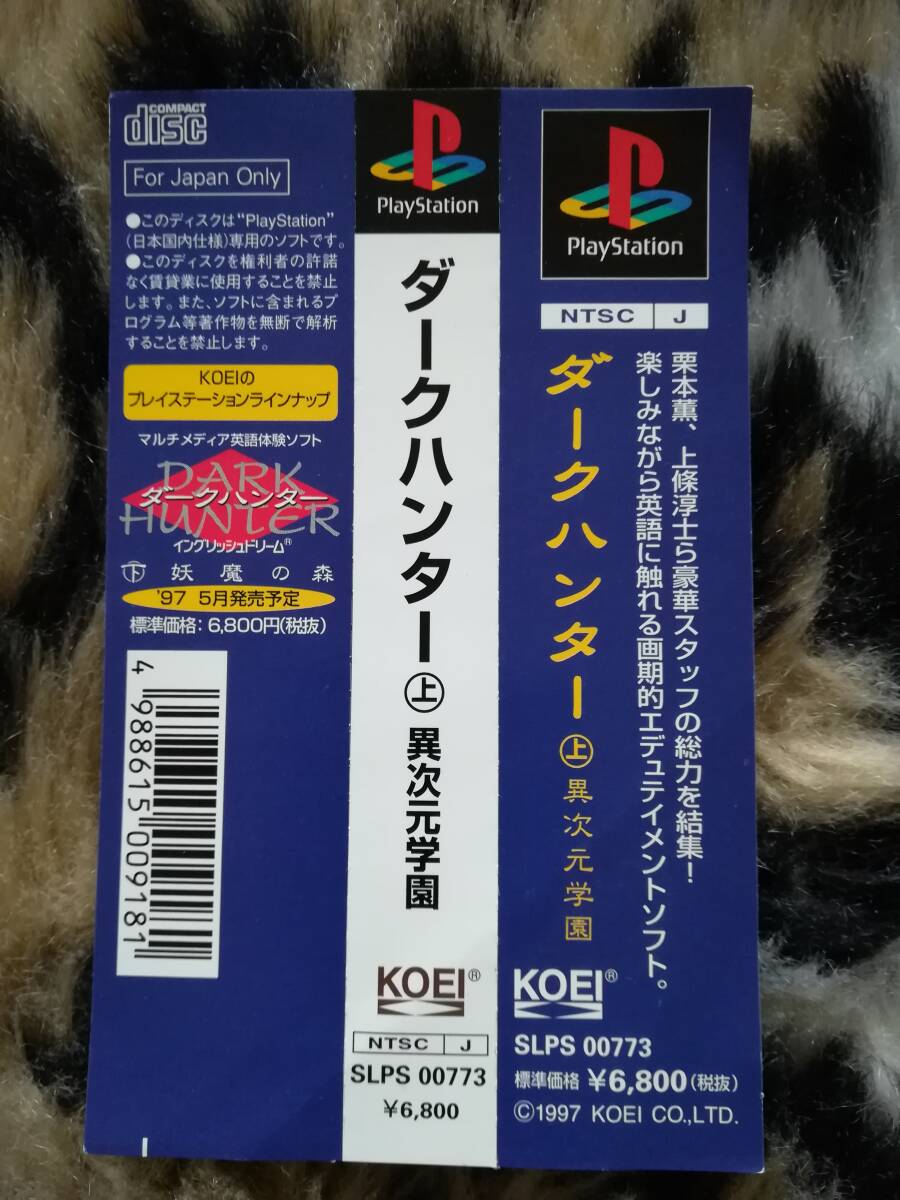 COMPACT
disc
For Japan Only
●このディスクは“PlayStation”
(日本国内仕様)専用のソフトです。
●このディスクを権利者の許諾
なく賃貸業に使用することを禁止
します。また、ソフトに含まれるプ
ログラム等著作物を無断で解析
することを禁止します。
KOEIの
プレイステーションラインナップ
マルチメディア英語体験ソフト
DARK
HUNTER
ダークハンター
イングリッシュドリーム®
下 妖魔の森
'97 5月発売予定
標準価格:6,800円(税抜)
4 988615 009181
PlayStation
ダークハンター 上 異次元学園
KOEI®
NTSC J
SLPS 00773
¥6,800
PlayStation
NTSC J
栗本薫、上條淳士ら豪華スタッフの総力を結集!
楽しみながら英語に触れる画期的エデュテイメントソフト。
ダークハンター 上 異次元学園
KOEI®
SLPS 00773
標準価格 ¥6,800(税抜)
©1997 KOEI CO.,LTD.